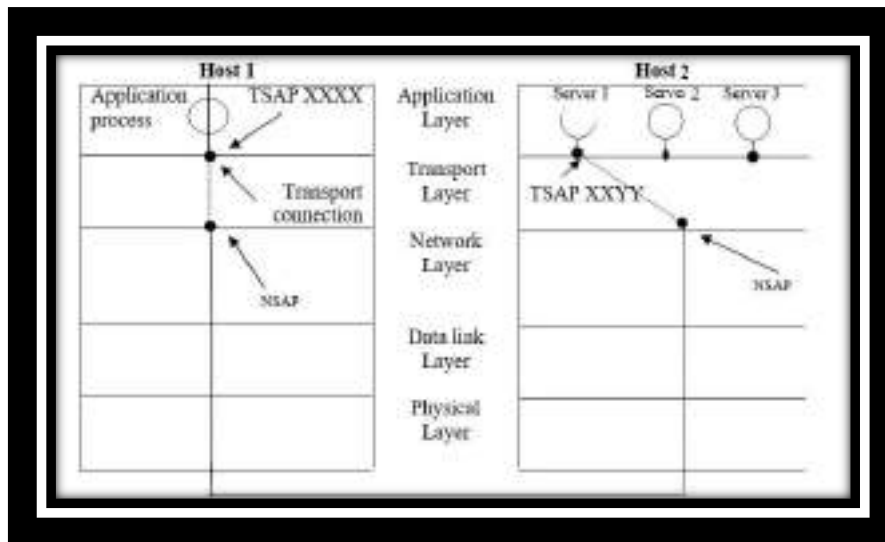 Host 1
Application
process
TSAP XXXX
Transport
connection
NSAP
Application
Layer
Transport
Layer
Network
Layer
Data link
Layer
Physical
Layer
Host 2
Server 1
Server 2
Server 3
TSAP XXYY
NSAP